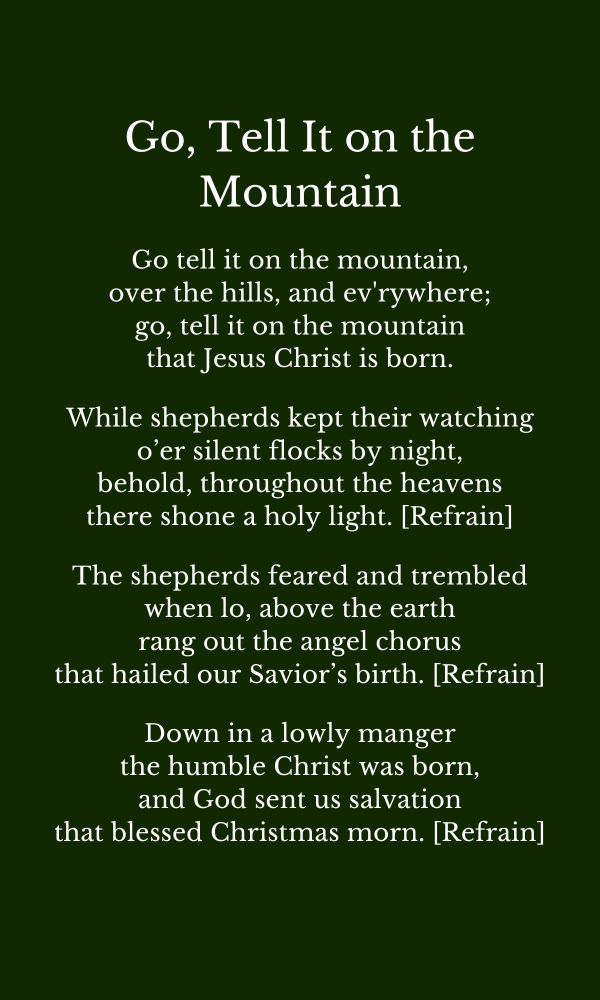 Go, Tell It on the
Mountain
Go tell it on the mountain,
over the hills, and ev'rywhere;
go, tell it on the mountain
that Jesus Christ is born.
While shepherds kept their watching
o’er silent flocks by night,
behold, throughout the heavens
there shone a holy light. [Refrain]
The shepherds feared and trembled
when lo, above the earth
rang out the angel chorus
that hailed our Savior’s birth. [Refrain]
Down in a lowly manger
the humble Christ was born,
and God sent us salvation
that blessed Christmas morn. [Refrain]